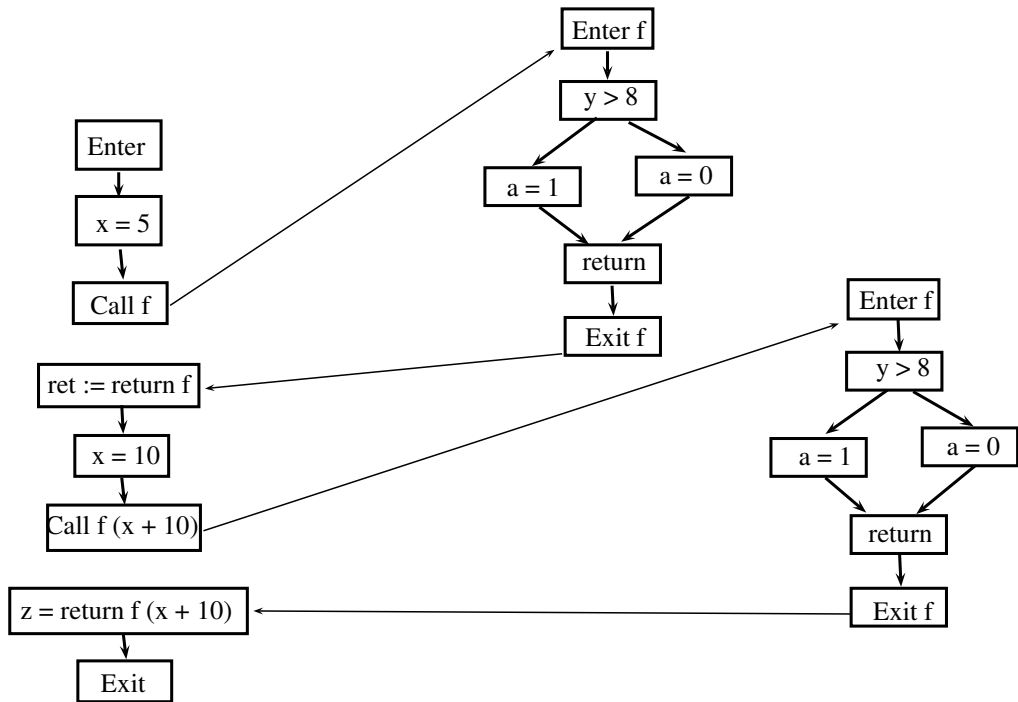 Enter
x = 5
Call f
Enter f
y > 8
a = 1
a = 0
return
Exit f
ret := return f
x = 10
Call f (x + 10)
Enter f
y > 8
a = 1
a = 0
return
Exit f
z = return f (x + 10)
Exit